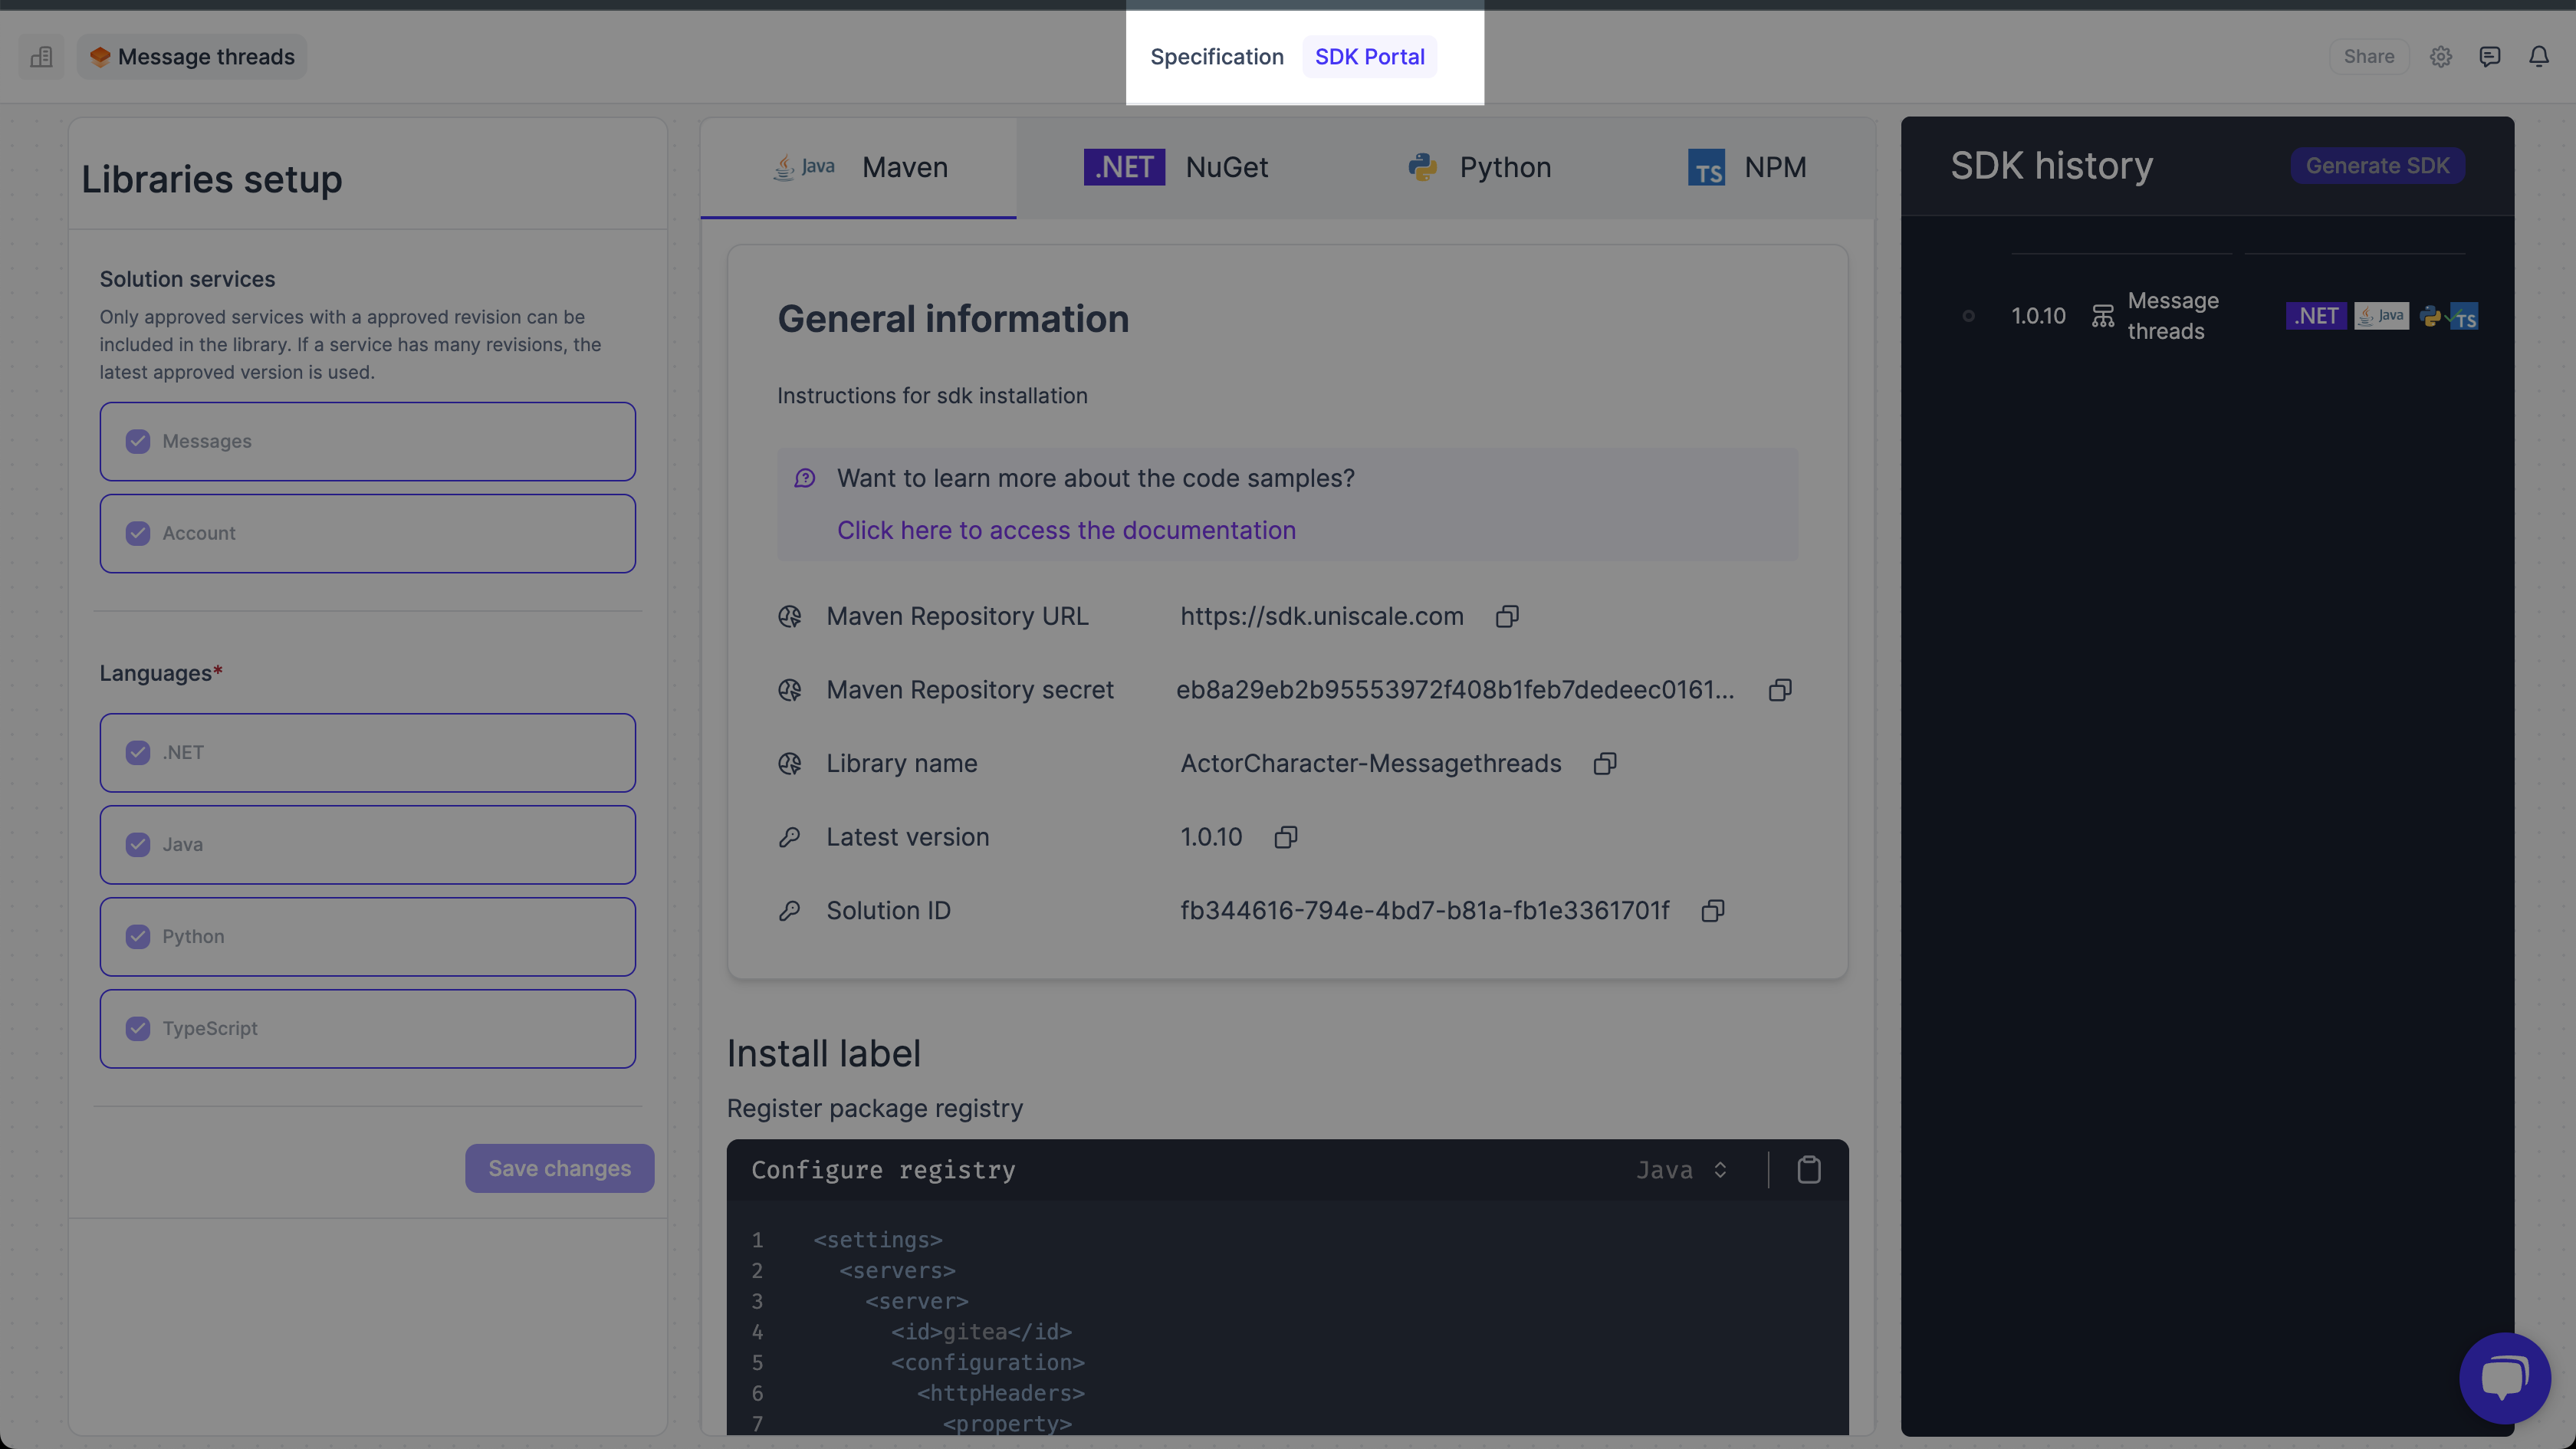 Message threads
Specification
SDK Portal
Share
Libraries setup
Solution services
Only approved services with a approved revision can be
included in the library. If a service has many revisions, the
latest approved version is used.
Messages
Account
Languages*
.NET
Java
Python
TypeScript
Save changes
Java Maven
.NET NuGet
Python
TS NPM
General information
Instructions for sdk installation
Want to learn more about the code samples?
Click here to access the documentation
Maven Repository URL https://sdk.uniscale.com
Maven Repository secret eb8a29eb2b95553972f408b1feb7dedeec0161...
Library name ActorCharacter-Messagethreads
Latest version 1.0.10
Solution ID fb344616-794e-4bd7-b81a-fb1e3361701f
Install label
Register package registry
Configure registry Java
1 <settings>
2 <servers>
3 <server>
4 <id>gitea</id>
5 <configuration>
6 <httpHeaders>
7 <property>
SDK history
Generate SDK
1.0.10
Message
threads
.NET Java TS